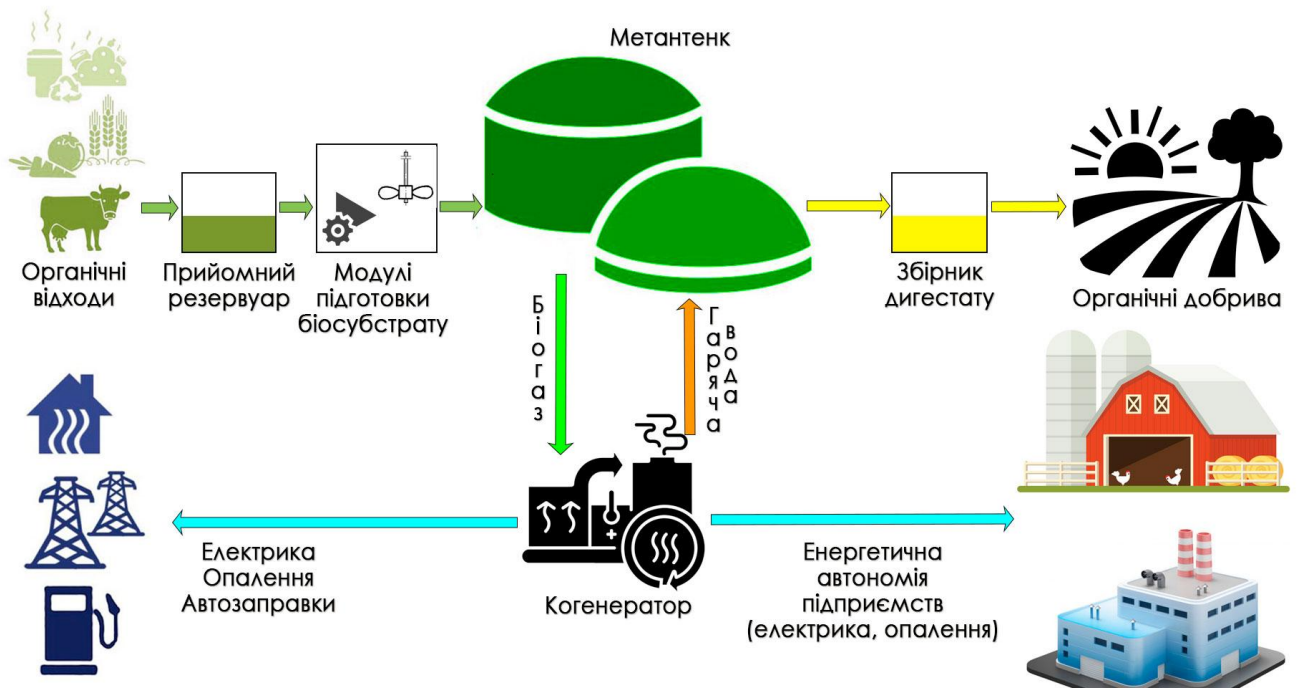 Метантенк
Органічні
відходи
Прийомний
резервуар
Модулі
підготовки
біосубстрату
Збірник
дигестату
Органічні добрива
Біогаз
Гаряча
вода
Електрика
Опалення
Автозаправки
Когенератор
Енергетична
автономія
підприємств
(електрика, опалення)